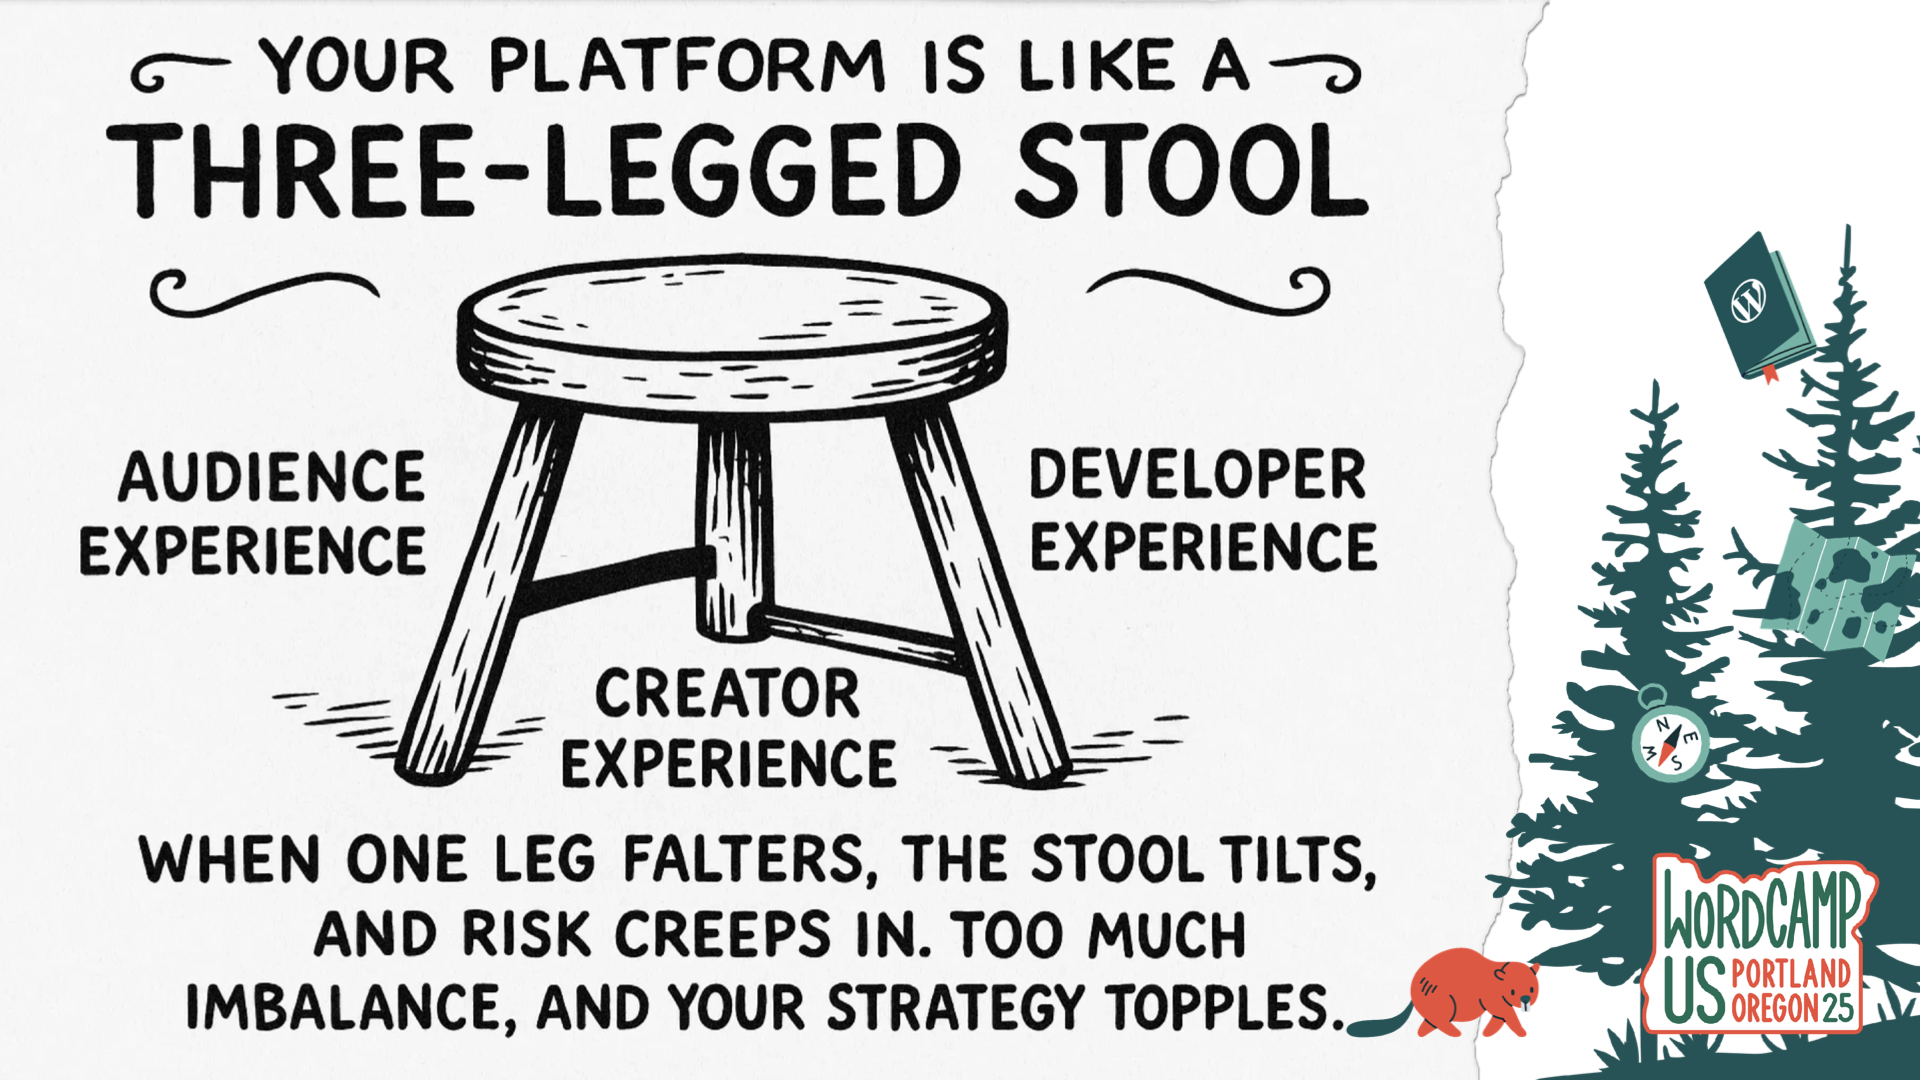 YOUR PLATFORM IS LIKE A
THREE-LEGGED STOOL
AUDIENCE
EXPERIENCE
DEVELOPER
EXPERIENCE
CREATOR
EXPERIENCE
WHEN ONE LEG FALTERS, THE STOOL TILTS,
AND RISK CREEPS IN. TOO MUCH
IMBALANCE, AND YOUR STRATEGY TOPPLES.
W
N
E
S
W
WORDCAMP
US PORTLAND
OREGON 25